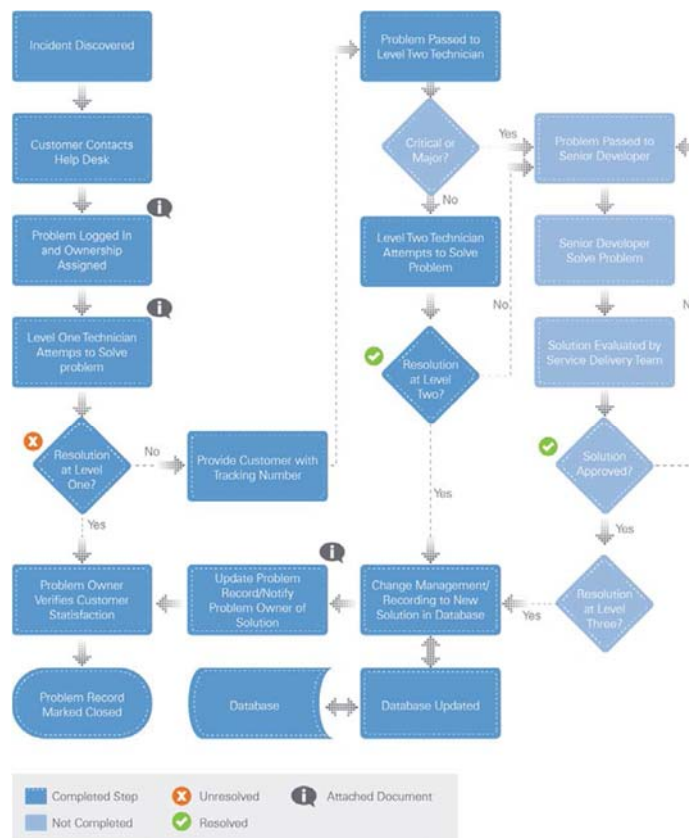 Incident Discovered
Customer Contacts
Help Desk
Problem Logged In
and Ownership
Assigned
Level One Technician
Attemps to Solve
problem
Resolution
at Level
One?
No
Yes
Provide Customer with
Tracking Number
Problem Owner
Verifies Customer
Statisfaction
Problem Record
Marked Closed
Update Problem
Record/Notify
Problem Owner of
Solution
Database
Problem Passed to
Level Two Technician
Critical or
Major?
Yes
No
Level Two Technician
Attempts to Solve
Problem
Resolution
at Level
Two?
No
Yes
Change Management/
Recording to New
Solution in Database
Database Updated
Problem Passed to
Senior Developer
Senior Developer
Solve Problem
Solution Evaluated by
Service Delivery Team
Solution
Approved?
Yes
Resolution
at Level
Three?
Yes
Completed Step
Not Completed
Unresolved
Resolved
Attached Document